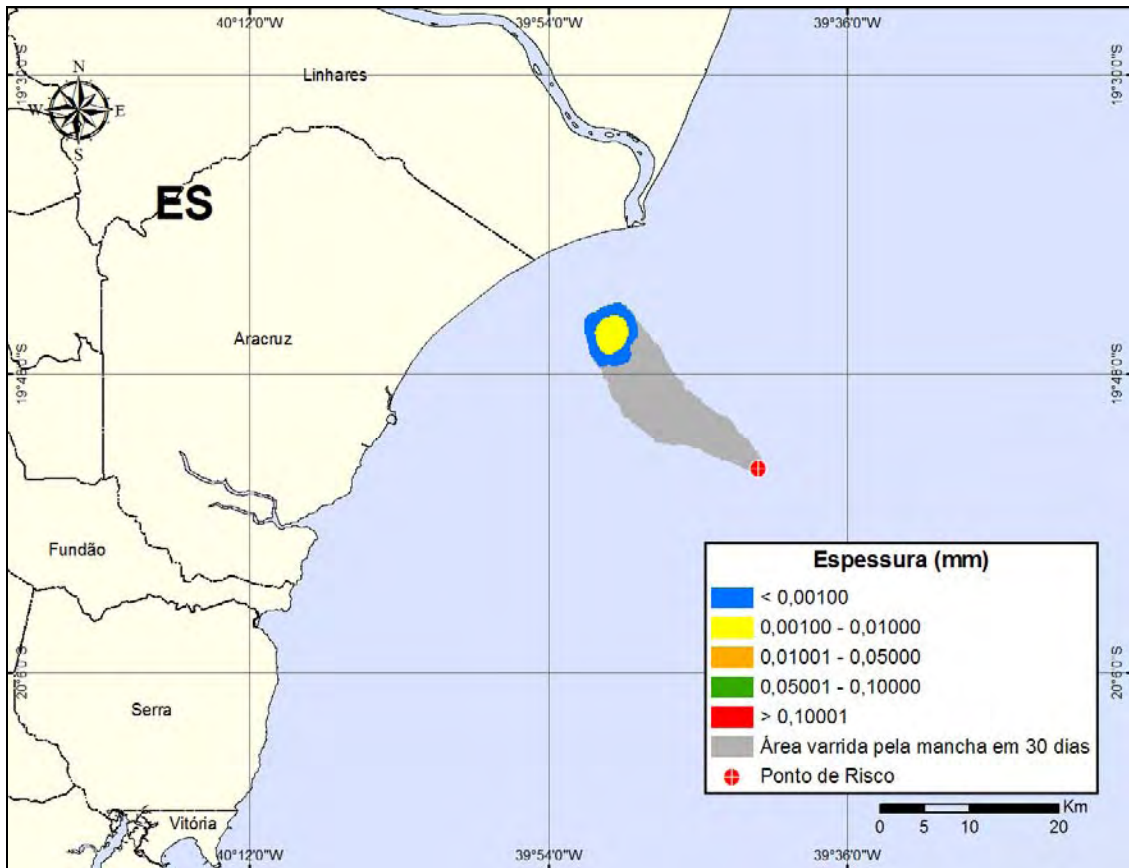 40°12'0"W
39°54'0"W
39°36'0"W
19°30'0"S
19°30'0"S
Linhares
N
W
E
S
ES
Aracruz
19°48'0"S
19°48'0"S
Fundão
Espessura (mm)
< 0,00100
0,00100 - 0,01000
0,01001 - 0,05000
0,05001 - 0,10000
> 0,10001
Área varrida pela mancha em 30 dias
Ponto de Risco
20°6'0"S
20°6'0"S
Serra
Km
0 5 10 20
Vitória
40°12'0"W
39°54'0"W
39°36'0"W